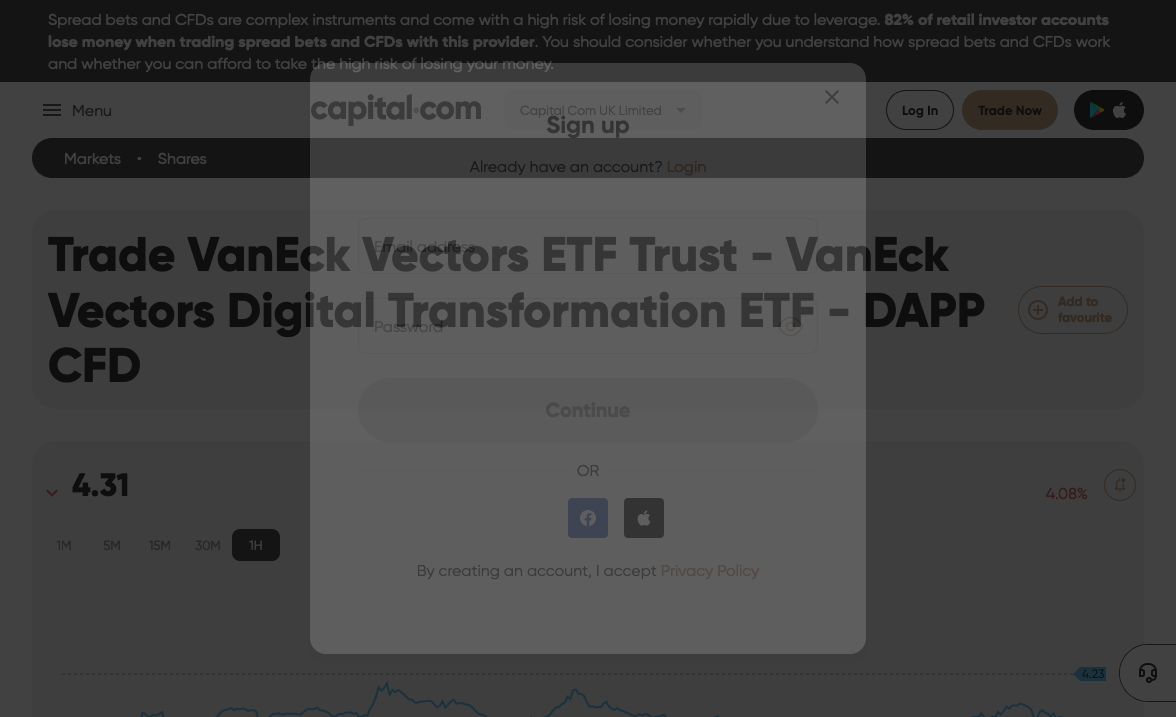 Spread bets and CFDs are complex instruments and come with a high risk of losing money rapidly due to leverage. 82% of retail investor accounts
lose money when trading spread bets and CFDs with this provider. You should consider whether you understand how spread bets and CFDs work
and whether you can afford to take the high risk of losing your money.
Menu
capital.com
Capital Com UK Limited
Log In
Trade Now
Sign up
Markets • Shares
Already have an account? Login
Trade VanEck Vectors ETF Trust - VanEck
Vectors Digital Transformation ETF - DAPP
CFD
Email address
Password
Add to
favourite
Continue
4.31
4.08%
OR
1M
5M
15M
30M
1H
By creating an account, I accept Privacy Policy
4.23